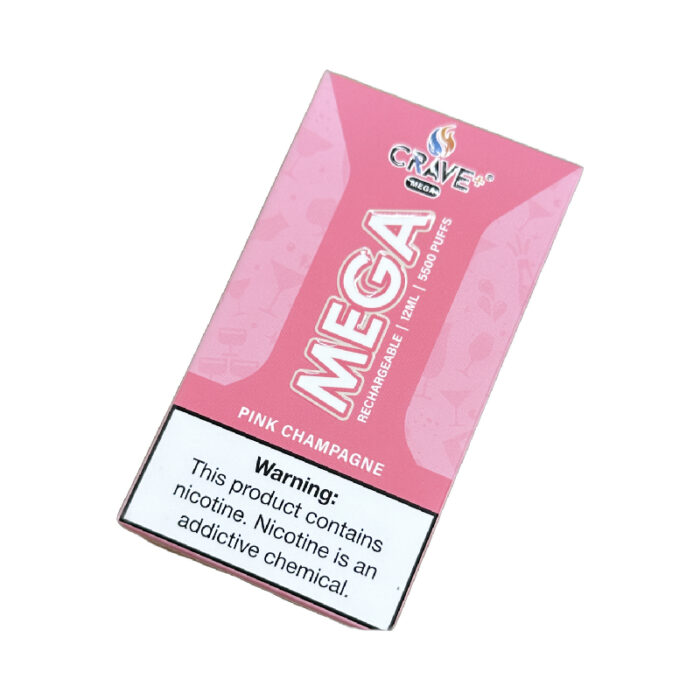 CRAVE+®
MEGA
MEGA
RECHARGEABLE | 12ML | 5500 PUFFS
PINK CHAMPAGNE
Warning:
This product contains
nicotine. Nicotine is an
addictive chemical.